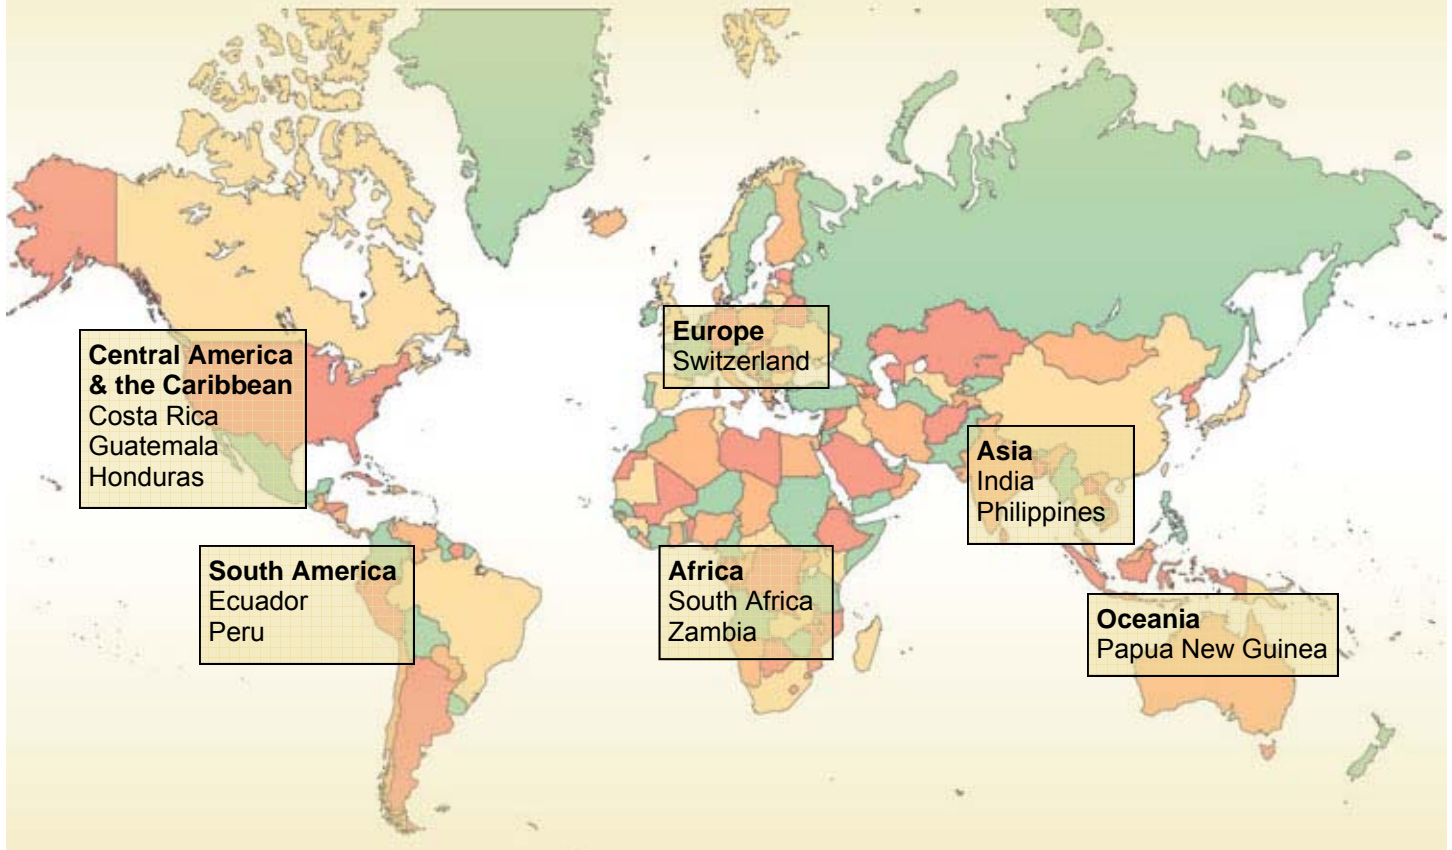 Central America
& the Caribbean
Costa Rica
Guatemala
Honduras
South America
Ecuador
Peru
Europe
Switzerland
Africa
South Africa
Zambia
Asia
India
Philippines
Oceania
Papua New Guinea